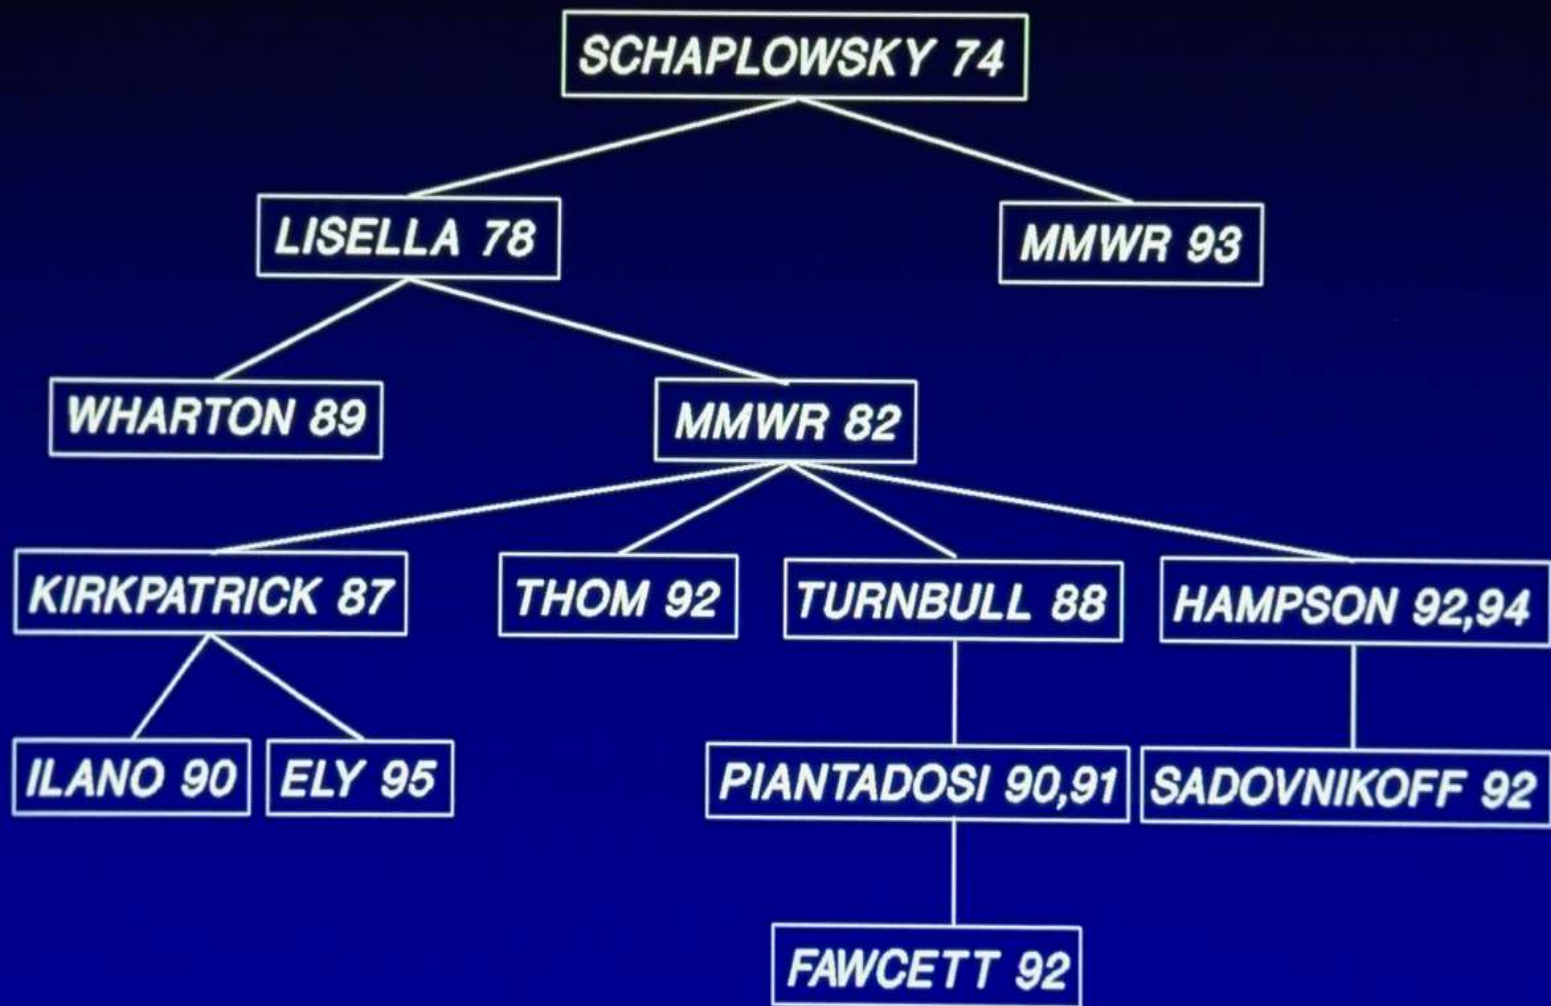 SCHAPLOWSKY 74
LISELLA 78
MMWR 93
WHARTON 89
MMWR 82
KIRKPATRICK 87
THOM 92
TURNBULL 88
HAMPSON 92,94
ILANO 90
ELY 95
PIANTADOSI 90,91
SADOVNIKOFF 92
FAWCETT 92